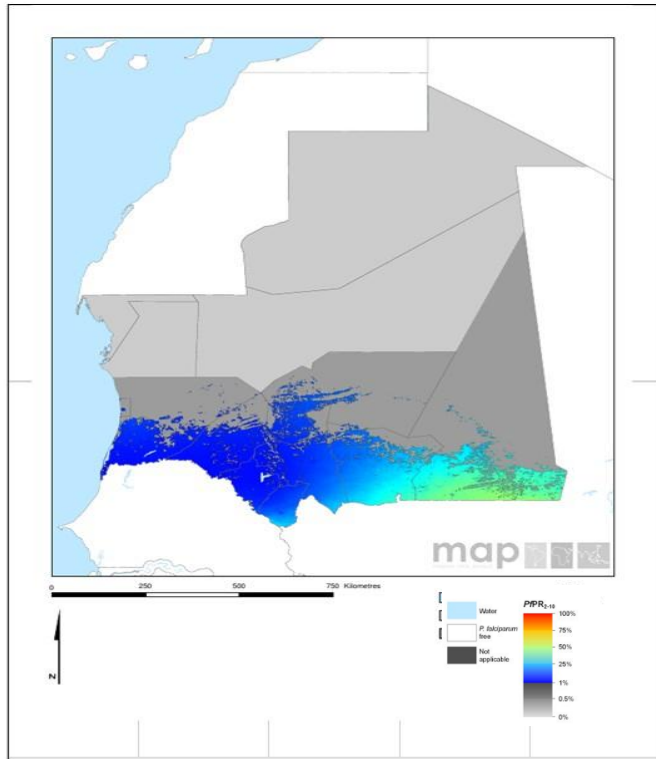 map
0 250 500 750 Kilometres
N
Water
P. falciparum
free
Not
applicable
PfPR2-10
100%
75%
50%
25%
1%
0.5%
0%